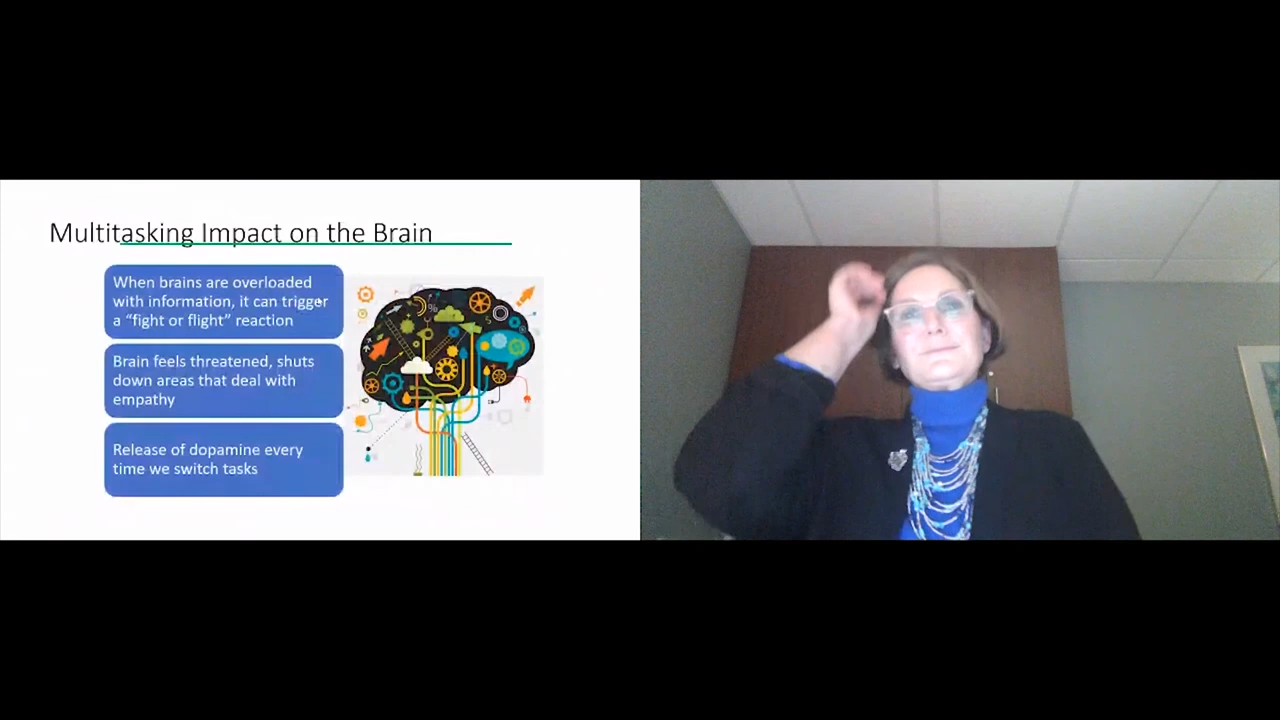 Multitasking Impact on the Brain
When brains are overloaded
with information, it can trigger
a “fight or flight” reaction
Brain feels threatened, shuts
down areas that deal with
empathy
Release of dopamine every
time we switch tasks
%